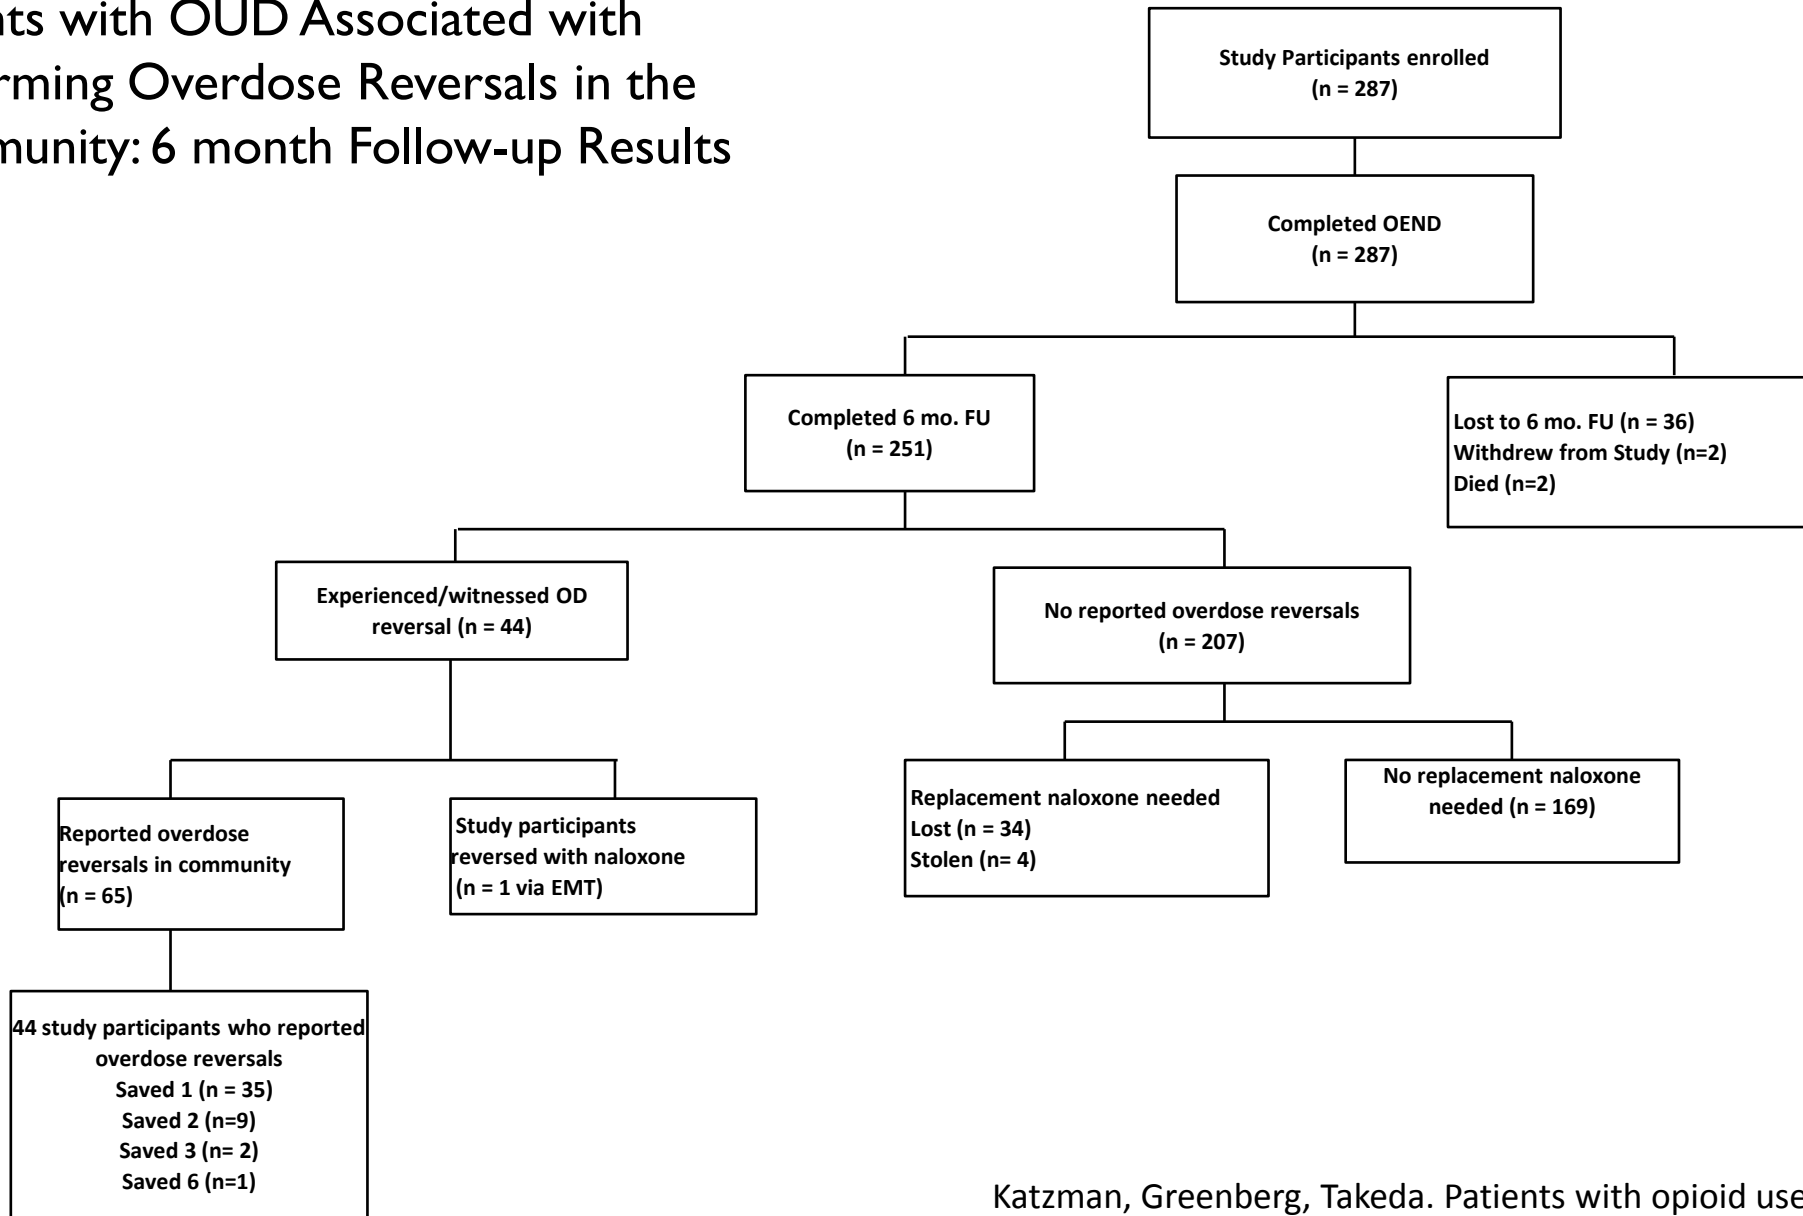 nts with OUD Associated with
rming Overdose Reversals in the
munity: 6 month Follow-up Results
Study Participants enrolled
(n = 287)
Completed OEND
(n = 287)
Completed 6 mo. FU
(n = 251)
Lost to 6 mo. FU (n = 36)
Withdrew from Study (n=2)
Died (n=2)
Experienced/witnessed OD
reversal (n = 44)
No reported overdose reversals
(n = 207)
Reported overdose
reversals in community
(n = 65)
Study participants
reversed with naloxone
(n = 1 via EMT)
Replacement naloxone needed
Lost (n = 34)
Stolen (n= 4)
No replacement naloxone
needed (n = 169)
44 study participants who reported
overdose reversals
Saved 1 (n = 35)
Saved 2 (n=9)
Saved 3 (n= 2)
Saved 6 (n=1)
Katzman, Greenberg, Takeda. Patients with opioid use